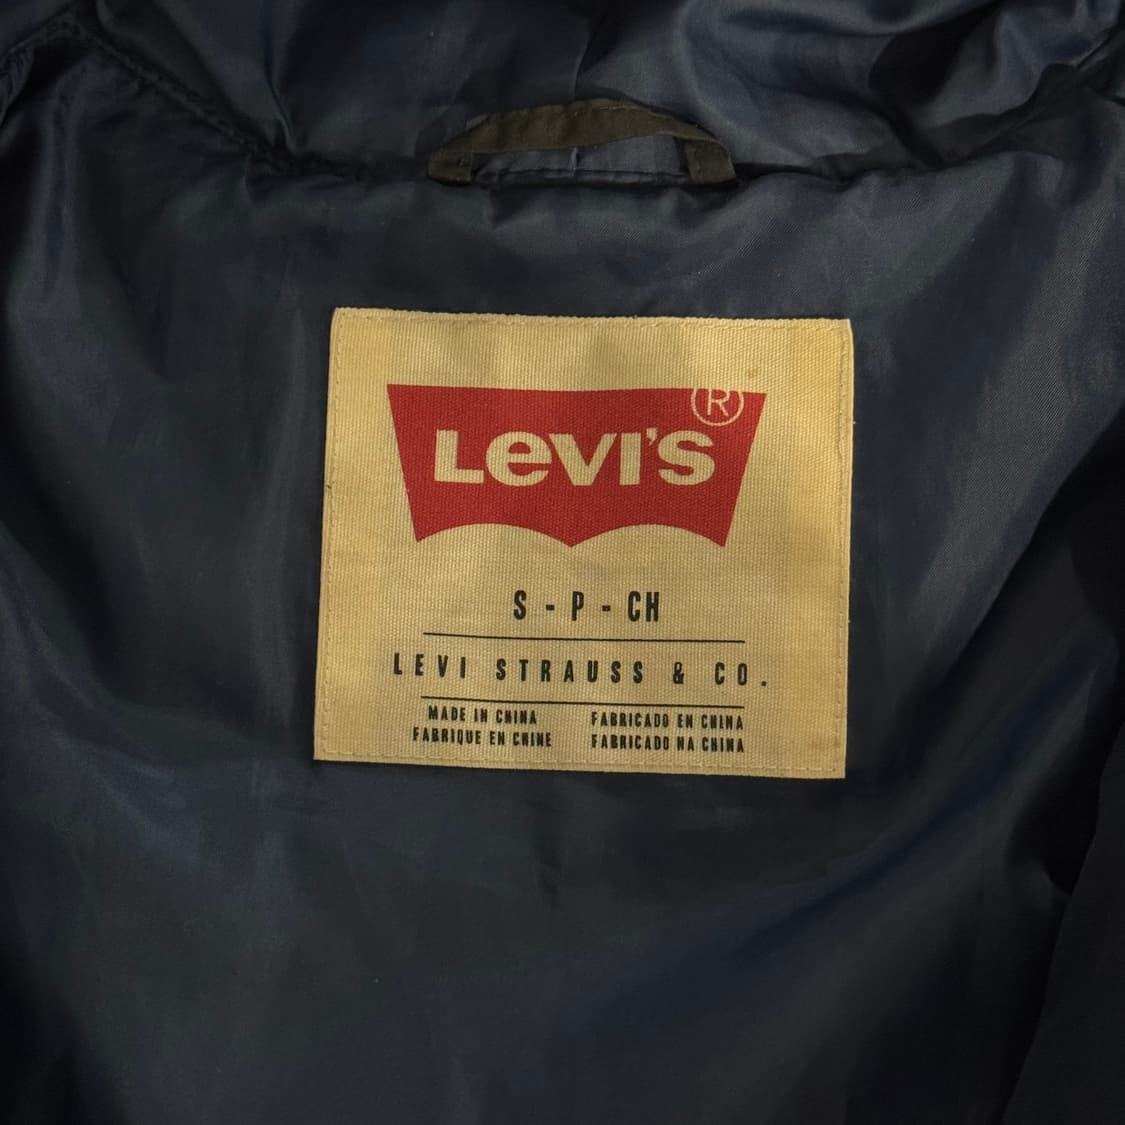 LEVI'S®
S - P - CH
LEVI STRAUSS & CO.
MADE IN CHINA
FABRIQUE EN CHINE
FABRICADO EN CHINA
FABRICADO NA CHINA